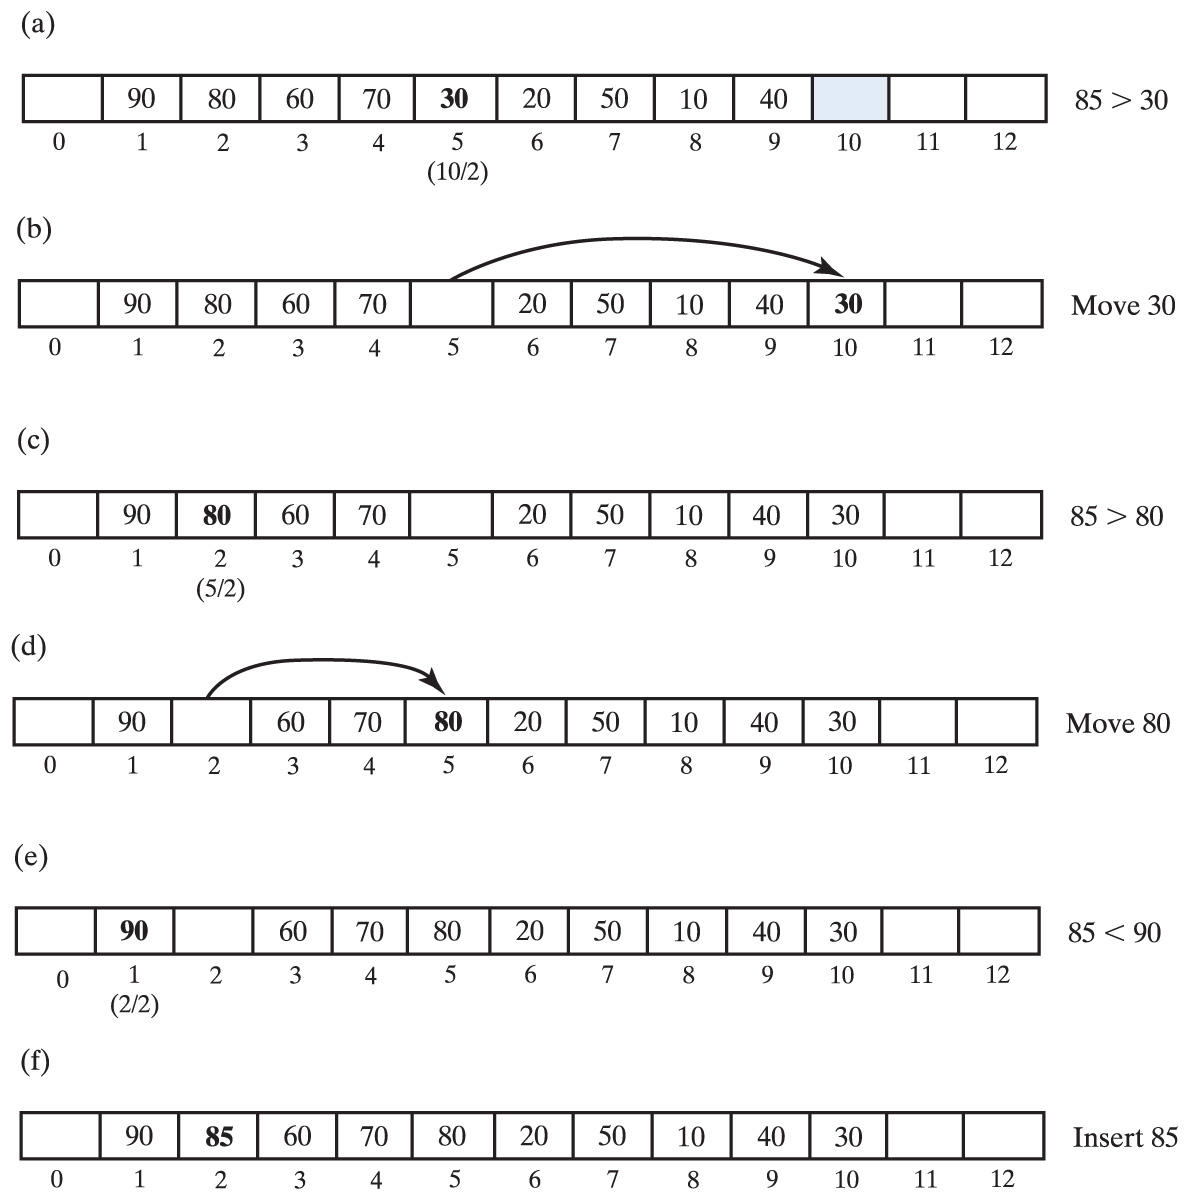 (a)
90 80 60 70 30 20 50 10 40 85 > 30
0 1 2 3 4 5 6 7 8 9 10 11 12
(10/2)
(b)
90 80 60 70 20 50 10 40 30 Move 30
0 1 2 3 4 5 6 7 8 9 10 11 12
(c)
90 80 60 70 20 50 10 40 30 85 > 80
0 1 2 3 4 5 6 7 8 9 10 11 12
(5/2)
(d)
90 60 70 80 20 50 10 40 30 Move 80
0 1 2 3 4 5 6 7 8 9 10 11 12
(e)
90 60 70 80 20 50 10 40 30 85 < 90
0 1 2 3 4 5 6 7 8 9 10 11 12
(2/2)
(f)
90 85 60 70 80 20 50 10 40 30 Insert 85
0 1 2 3 4 5 6 7 8 9 10 11 12